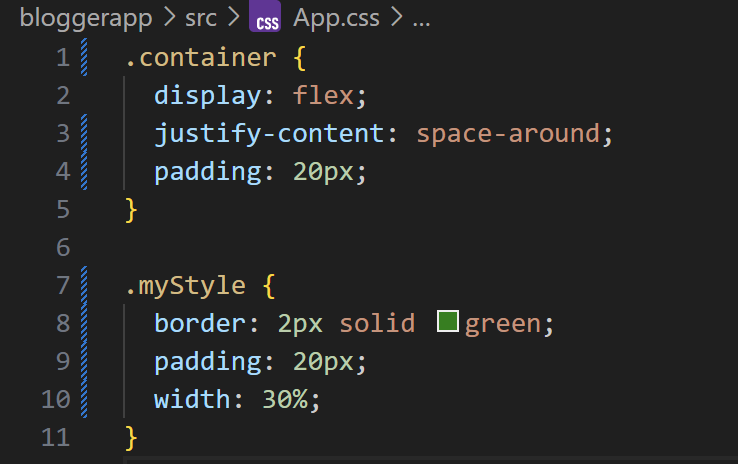 bloggerapp > src > CSS App.css > ...
1 .container {
2 display: flex;
3 justify-content: space-around;
4 padding: 20px;
5 }
6
7 .myStyle {
8 border: 2px solid green;
9 padding: 20px;
10 width: 30%;
11 }